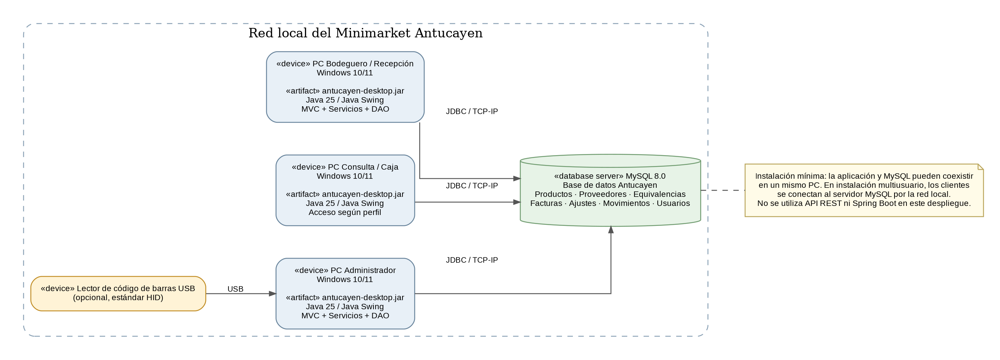 Red local del Minimarket Antucayen
«device» PC Bodeguero / Recepción
Windows 10/11
«artifact» antucayen-desktop.jar
Java 25 / Java Swing
MVC + Servicios + DAO
JDBC / TCP-IP
«device» PC Consulta / Caja
Windows 10/11
«artifact» antucayen-desktop.jar
Java 25 / Java Swing
Acceso según perfil
JDBC / TCP-IP
«database server» MySQL 8.0
Base de datos Antucayen
Productos · Proveedores · Equivalencias
Facturas · Ajustes · Movimientos · Usuarios
Instalación mínima: la aplicación y MySQL pueden coexistir
en un mismo PC. En instalación multiusuario, los clientes
se conectan al servidor MySQL por la red local.
No se utiliza API REST ni Spring Boot en este despliegue.
«device» Lector de código de barras USB
(opcional, estándar HID)
USB
«device» PC Administrador
Windows 10/11
«artifact» antucayen-desktop.jar
Java 25 / Java Swing
MVC + Servicios + DAO
JDBC / TCP-IP